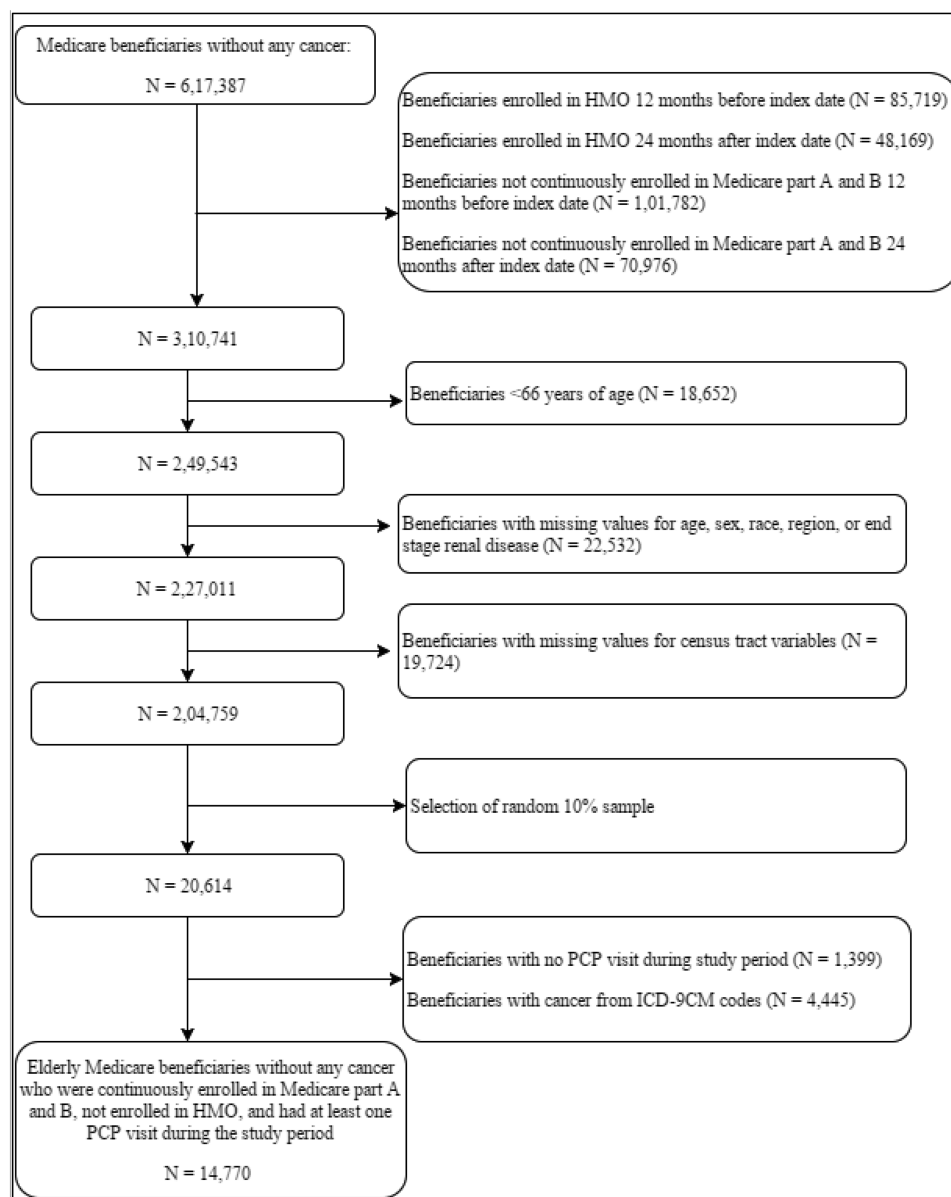 Medicare beneficiaries without any cancer:
N = 6,17,387
Beneficiaries enrolled in HMO 12 months before index date (N = 85,719)
Beneficiaries enrolled in HMO 24 months after index date (N = 48,169)
Beneficiaries not continuously enrolled in Medicare part A and B 12
months before index date (N = 1,01,782)
Beneficiaries not continuously enrolled in Medicare part A and B 24
months after index date (N = 70,976)
N = 3,10,741
Beneficiaries <66 years of age (N = 18,652)
N = 2,49,543
Beneficiaries with missing values for age, sex, race, region, or end
stage renal disease (N = 22,532)
N = 2,27,011
Beneficiaries with missing values for census tract variables (N =
19,724)
N = 2,04,759
Selection of random 10% sample
N = 20,614
Beneficiaries with no PCP visit during study period (N = 1,399)
Beneficiaries with cancer from ICD-9CM codes (N = 4,445)
Elderly Medicare beneficiaries without any cancer
who were continuously enrolled in Medicare part A
and B, not enrolled in HMO, and had at least one
PCP visit during the study period
N = 14,770